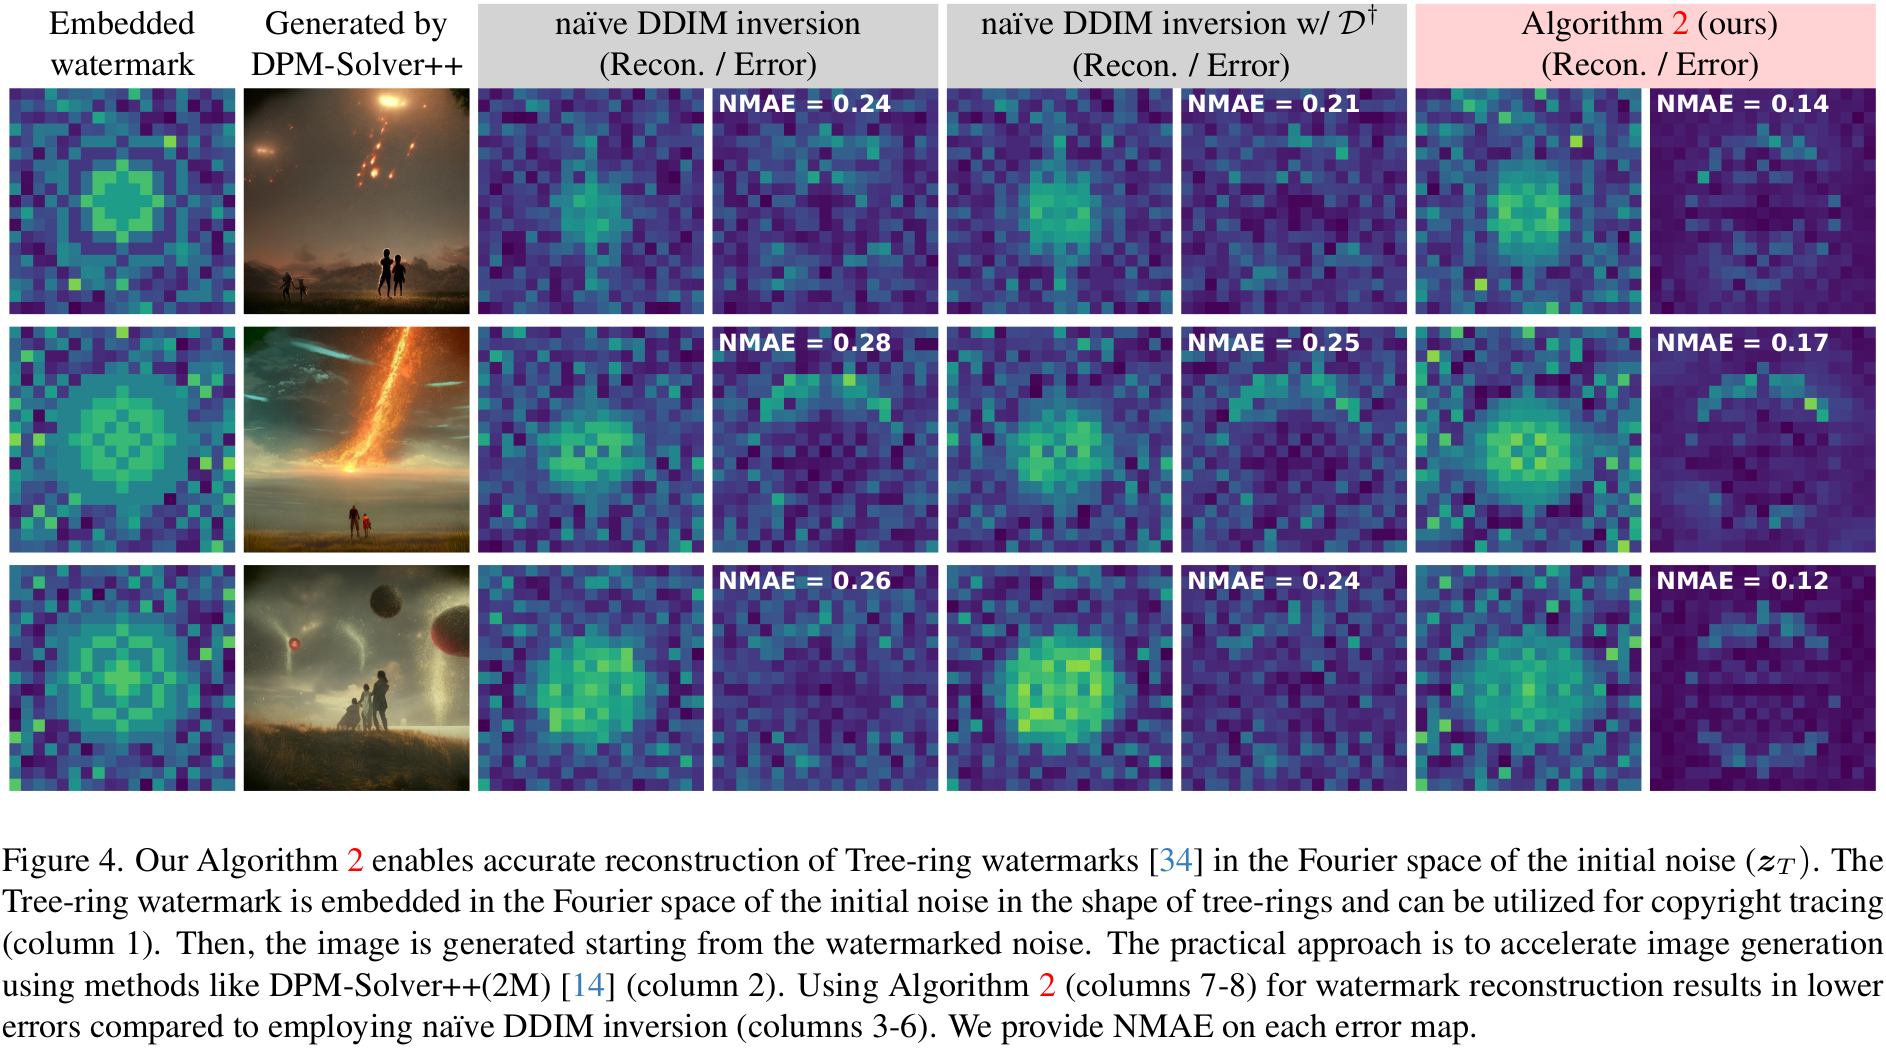 Embedded
watermark
Generated by
DPM-Solver++
naïve DDIM inversion
(Recon. / Error)
naïve DDIM inversion w/ 𝒟†
(Recon. / Error)
Algorithm 2 (ours)
(Recon. / Error)
NMAE = 0.24
NMAE = 0.21
NMAE = 0.14
NMAE = 0.28
NMAE = 0.25
NMAE = 0.17
NMAE = 0.26
NMAE = 0.24
NMAE = 0.12
Figure 4. Our Algorithm 2 enables accurate reconstruction of Tree-ring watermarks [34] in the Fourier space of the initial noise (𝒛_T). The
Tree-ring watermark is embedded in the Fourier space of the initial noise in the shape of tree-rings and can be utilized for copyright tracing
(column 1). Then, the image is generated starting from the watermarked noise. The practical approach is to accelerate image generation
using methods like DPM-Solver++(2M) [14] (column 2). Using Algorithm 2 (columns 7-8) for watermark reconstruction results in lower
errors compared to employing naïve DDIM inversion (columns 3-6). We provide NMAE on each error map.